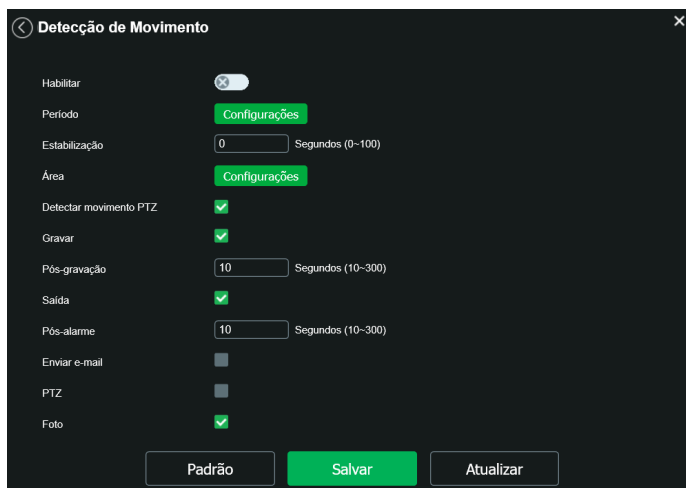 Detecção de Movimento
Habilitar
Período Configurações
Estabilização 0 Segundos (0~100)
Área Configurações
Detectar movimento PTZ
Gravar
Pós-gravação 10 Segundos (10~300)
Saída
Pós-alarme 10 Segundos (10~300)
Enviar e-mail
PTZ
Foto
Padrão Salvar Atualizar